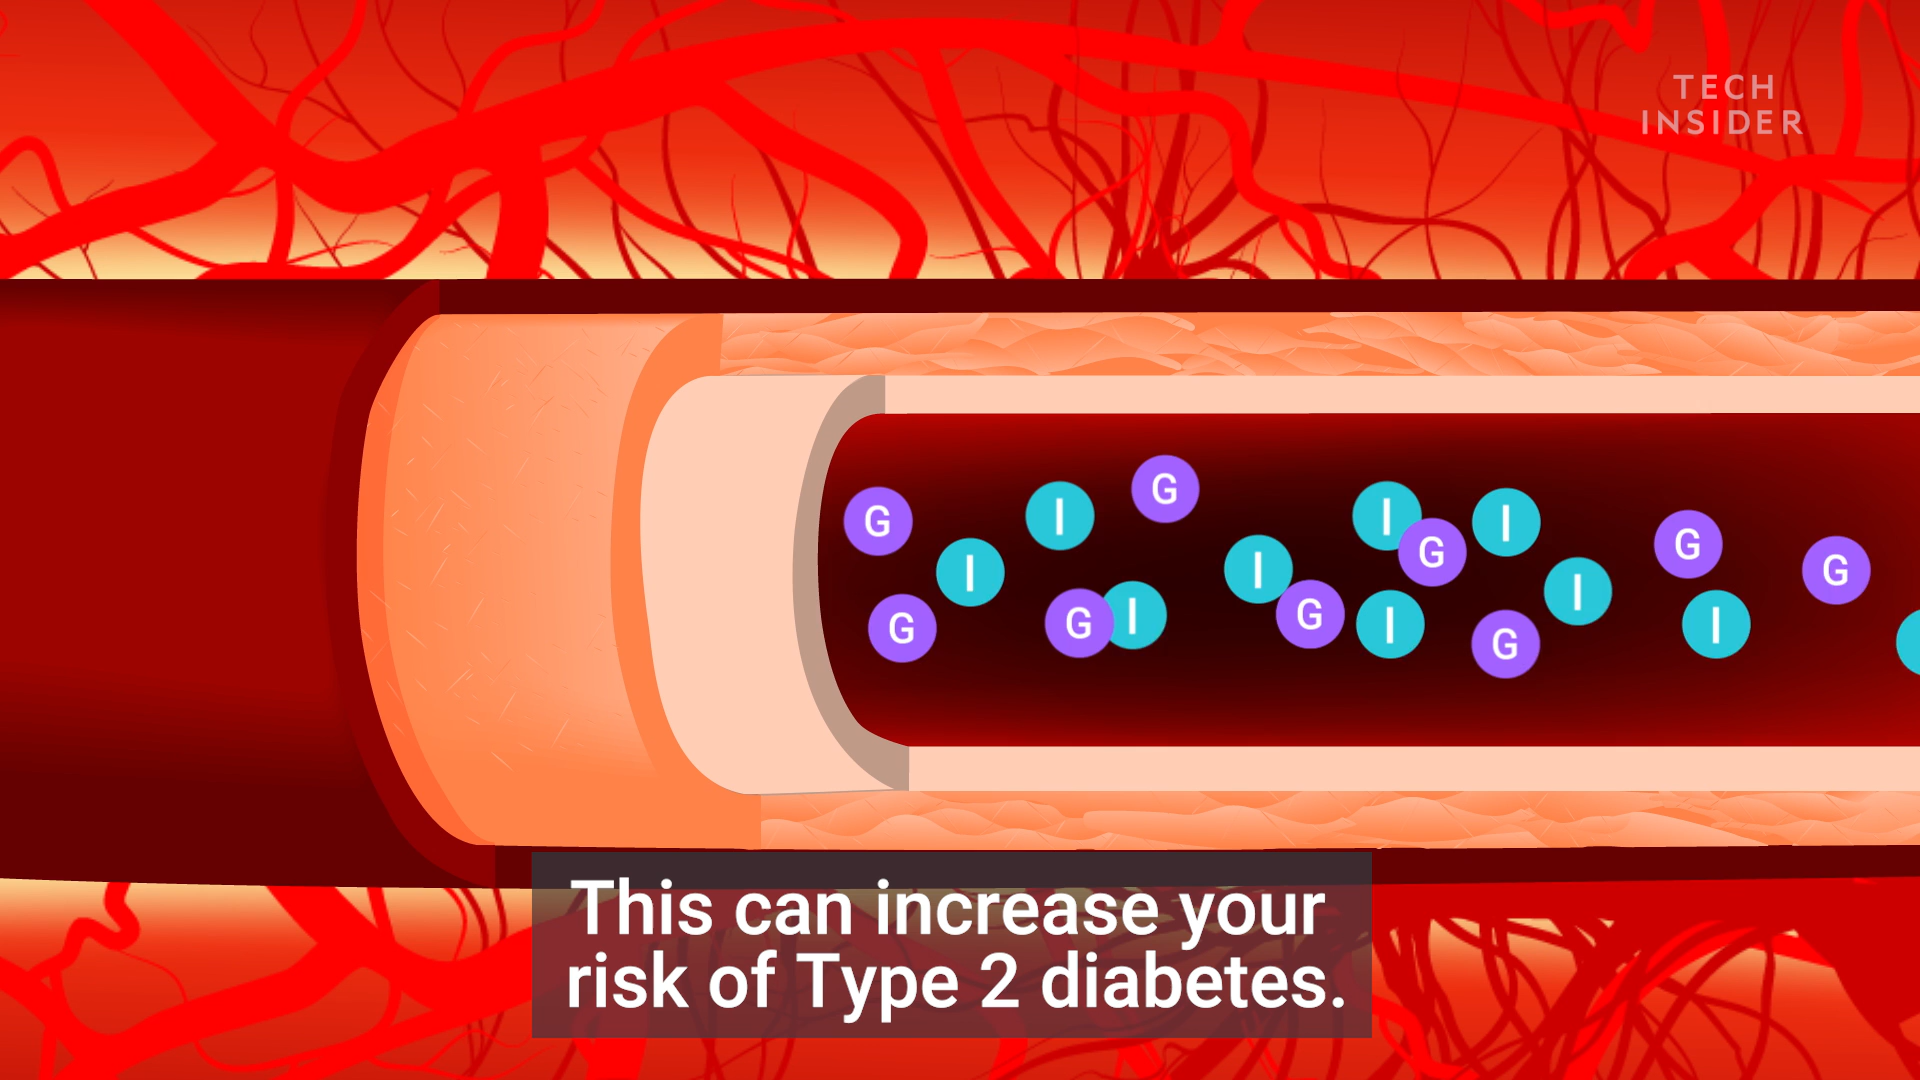 TECH
INSIDER
G
I
I
G
G
G
I
I
G
I
G
I
I
G
I
G
I
G
This can increase your
risk of Type 2 diabetes.